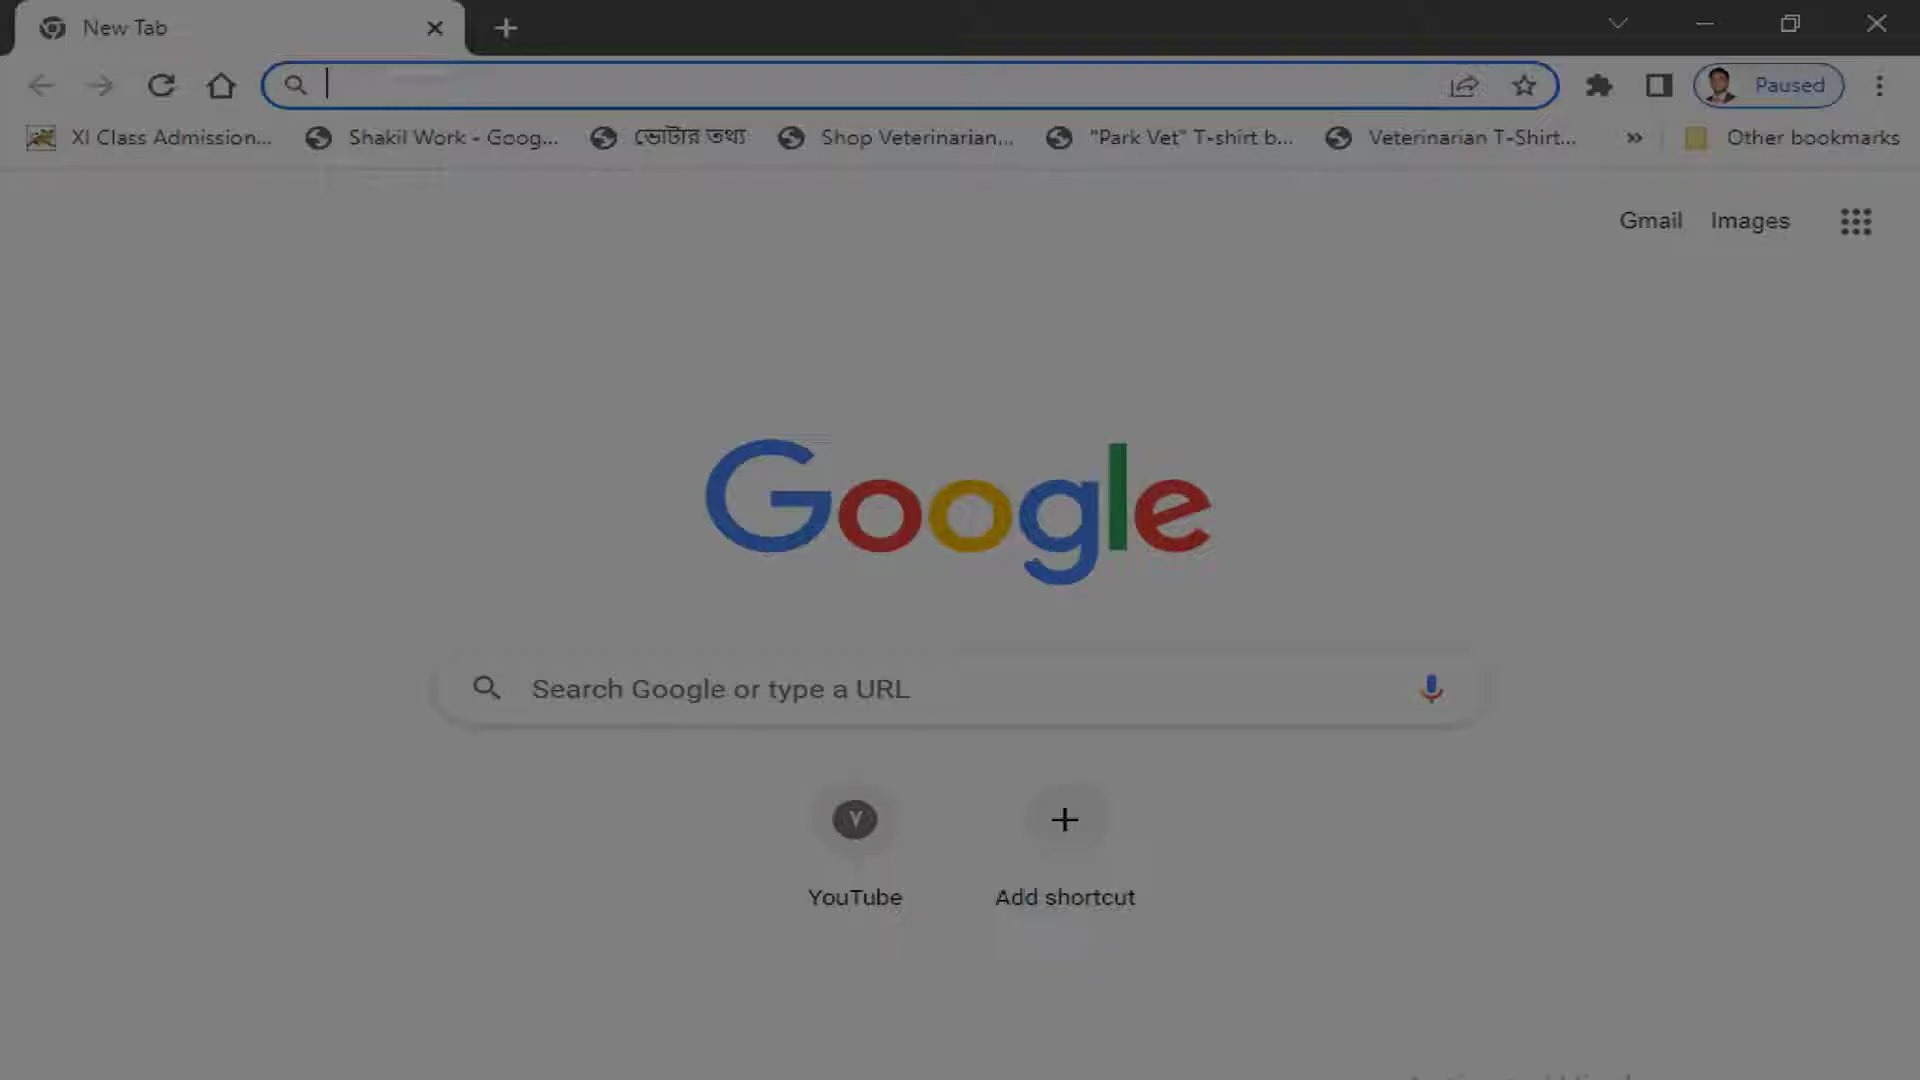 New Tab
Paused
XI Class Admission...
Shakil Work - Goog...
ভোটার তথ্য
Shop Veterinarian,...
"Park Vet" T-shirt b...
Veterinarian T-Shirt...
Other bookmarks
Gmail
Images
Google
Search Google or type a URL
YouTube
Add shortcut